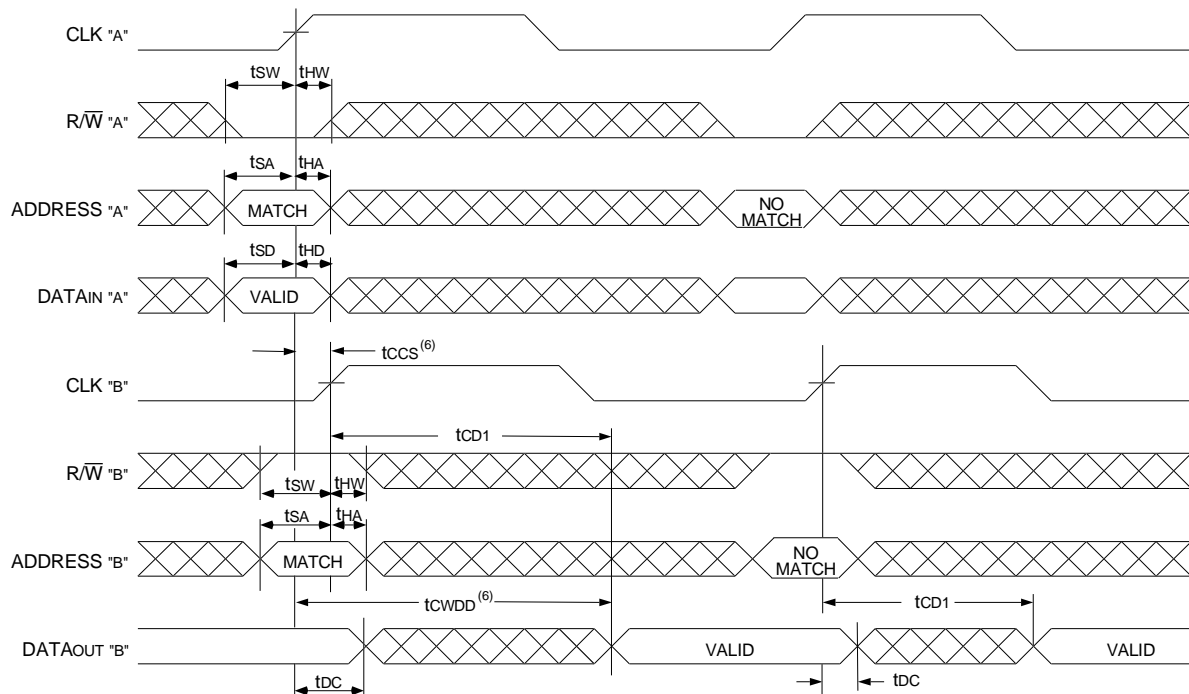 CLK "A"
tSW tHW
R/W̅ "A"
tSA tHA
ADDRESS "A" MATCH NO MATCH
tSD tHD
DATAIN "A" VALID
tCCS(6)
CLK "B"
tCD1
R/W̅ "B"
tSW tHW
tSA tHA
ADDRESS "B" MATCH NO MATCH
tCWDD(6) tCD1
DATAOUT "B" VALID VALID
tDC tDC